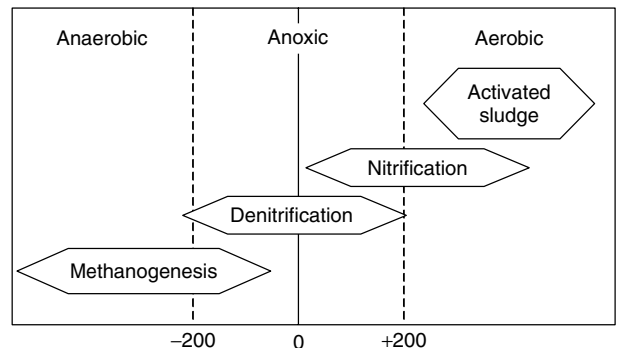 Anaerobic
Anoxic
Aerobic
Activated
sludge
Nitrification
Denitrification
Methanogenesis
−200
0
+200